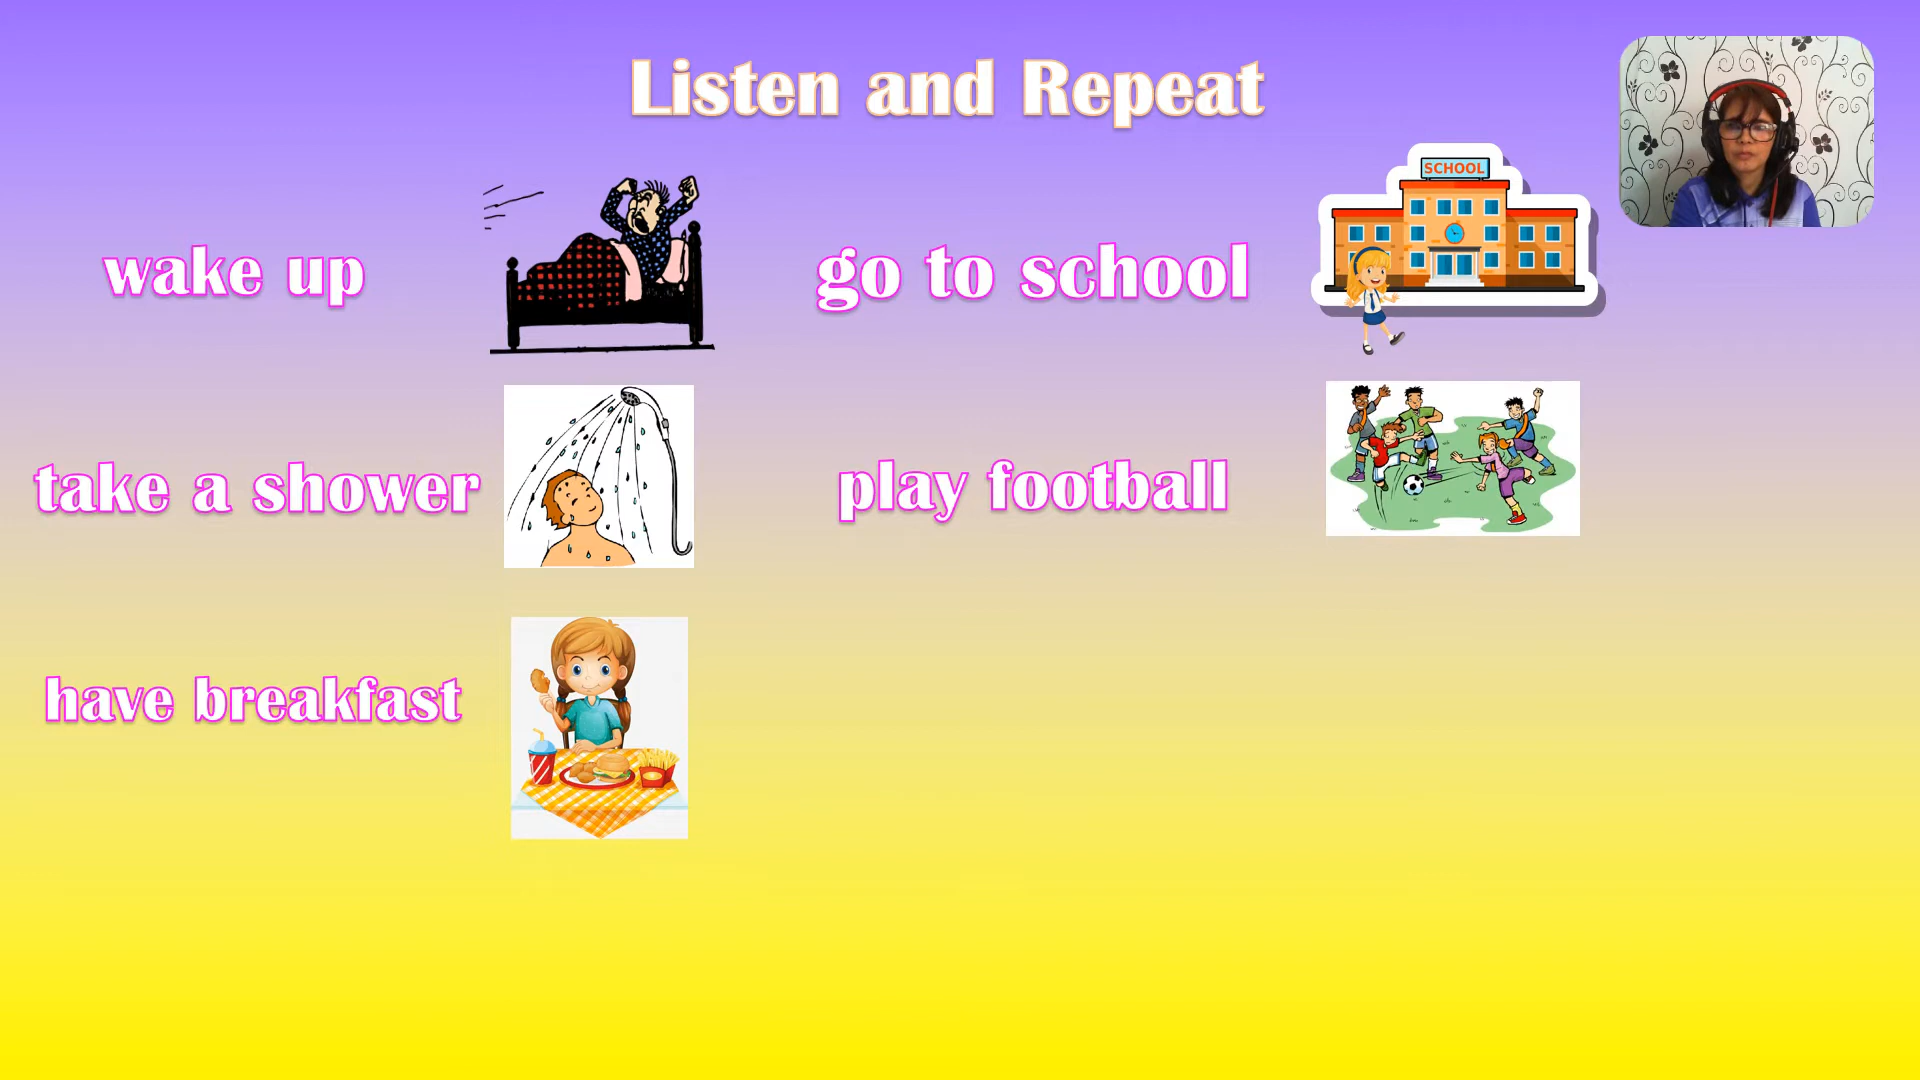 Listen and Repeat
wake up
take a shower
have breakfast
go to school
SCHOOL
play football